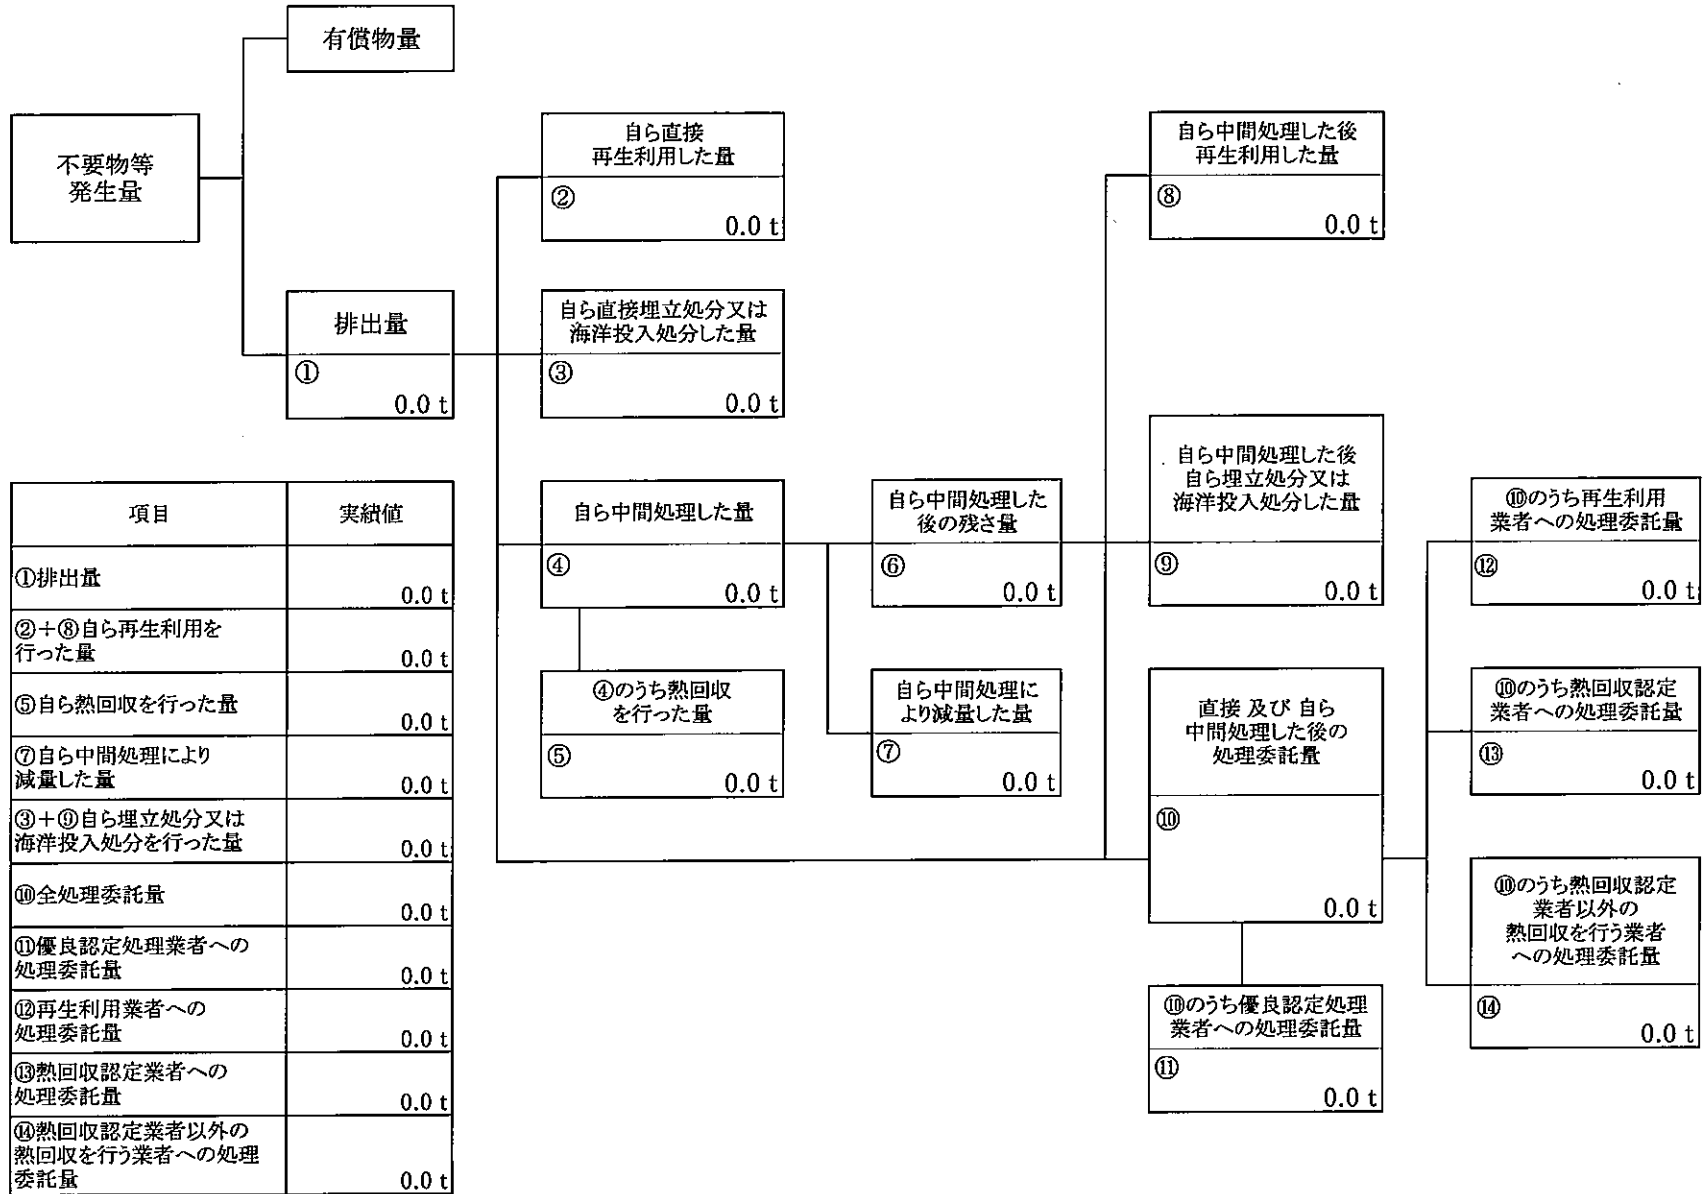 有償物量
不要物等
発生量
排出量
①
0.0 t
自ら直接
再生利用した量
②
0.0 t
自ら直接埋立処分又は
海洋投入処分した量
③
0.0 t
自ら中間処理した量
④
0.0 t
④のうち熱回収
を行った量
⑤
0.0 t
自ら中間処理した
後の残さ量
⑥
0.0 t
自ら中間処理に
より減量した量
⑦
0.0 t
自ら中間処理した後
再生利用した量
⑧
0.0 t
自ら中間処理した後
自ら埋立処分又は
海洋投入処分した量
⑨
0.0 t
直接 及び 自ら
中間処理した後の
処理委託量
⑩
0.0 t
⑩のうち優良認定処理
業者への処理委託量
⑪
0.0 t
⑩のうち再生利用
業者への処理委託量
⑫
0.0 t
⑩のうち熱回収認定
業者への処理委託量
⑬
0.0 t
⑩のうち熱回収認定
業者以外の
熱回収を行う業者
への処理委託量
⑭
0.0 t
項目 実績値
①排出量
0.0 t
②+⑧自ら再生利用を
行った量
0.0 t
⑤自ら熱回収を行った量
0.0 t
⑦自ら中間処理により
減量した量
0.0 t
③+⑨自ら埋立処分又は
海洋投入処分を行った量
0.0 t
⑩全処理委託量
0.0 t
⑪優良認定処理業者への
処理委託量
0.0 t
⑫再生利用業者への
処理委託量
0.0 t
⑬熱回収認定業者への
処理委託量
0.0 t
⑭熱回収認定業者以外の
熱回収を行う業者への処理
委託量
0.0 t